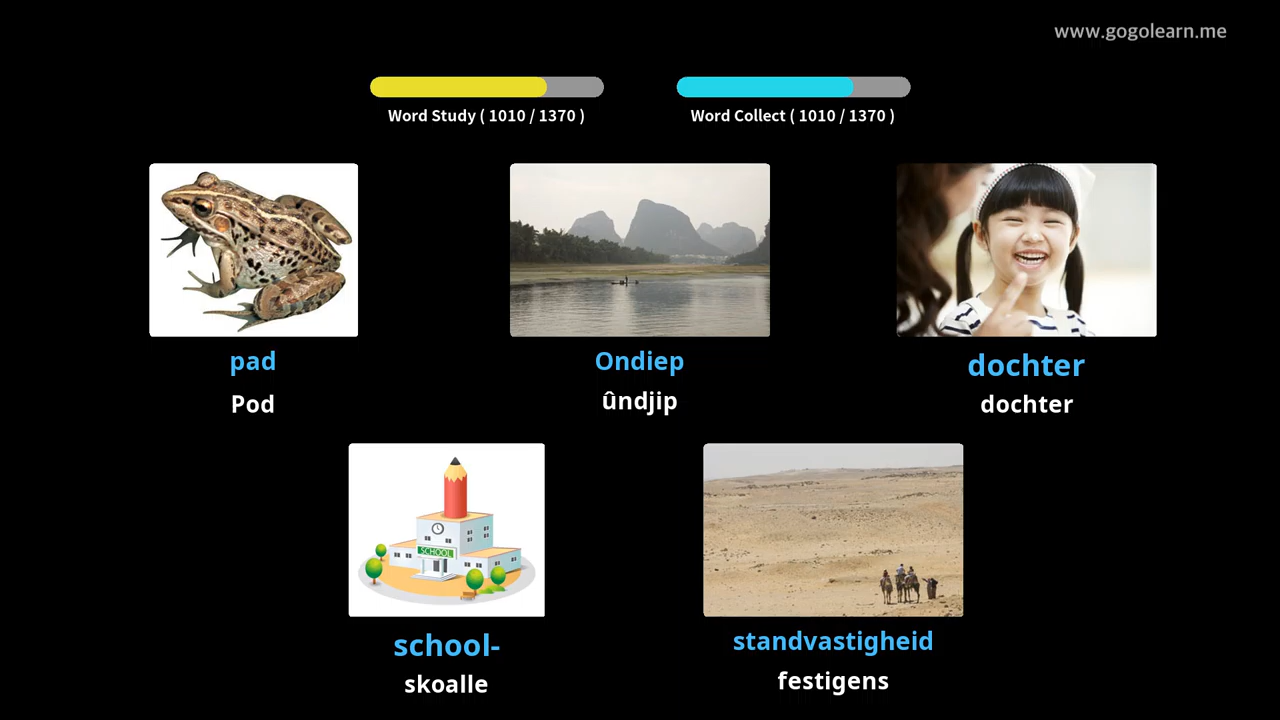 www.gogolearn.me
Word Study ( 1010 / 1370 )
Word Collect ( 1010 / 1370 )
pad
Pod
Ondiep
ûndjip
dochter
dochter
SCHOOL
school-
skoalle
standvastigheid
festigens